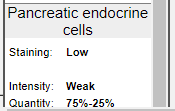 Pancreatic endocrine
cells
Staining: Low
Intensity: Weak
Quantity: 75%-25%